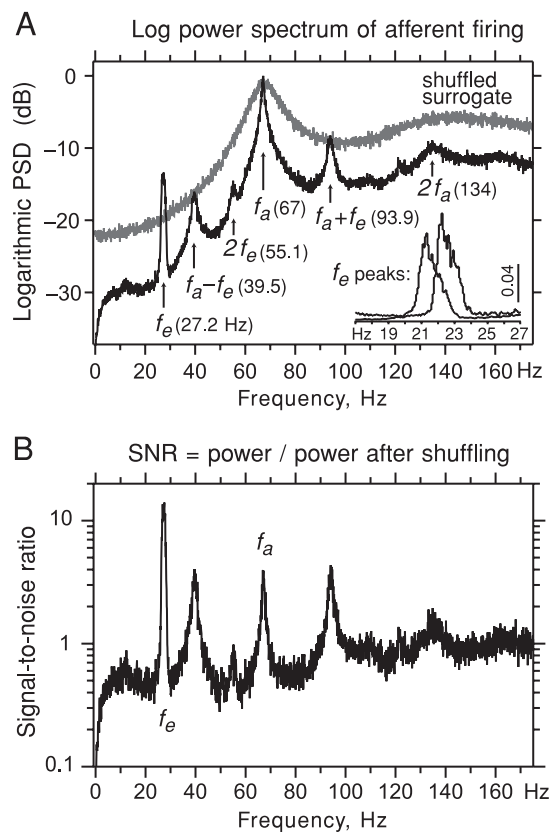 A
Log power spectrum of afferent firing
Logarithmic PSD (dB)
0
−10
−20
−30
shuffled
surrogate
fe (27.2 Hz)
fa−fe (39.5)
2fe (55.1)
fa (67)
fa+fe (93.9)
2fa (134)
fe peaks:
0.04
Hz 19 21 23 25 27
0 20 40 60 80 100 120 140 160 Hz
Frequency, Hz
B
SNR = power / power after shuffling
Signal-to-noise ratio
10
1
0.1
fe
fa
0 20 40 60 80 100 120 140 160 Hz
Frequency, Hz